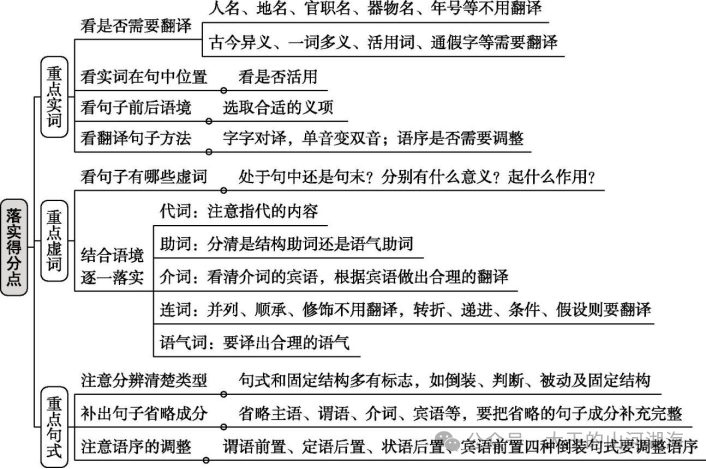 人名、地名、官职名、器物名、年号等不用翻译
看是否需要翻译
古今异义、一词多义、活用词、通假字等需要翻译
重点实词
看实词在句中位置
看是否活用
看句子前后语境
选取合适的义项
看翻译句子方法
字字对译，单音变双音；语序是否需要调整
落实得分点
看句子有哪些虚词
处于句中还是句末？分别有什么意义？起什么作用？
重点虚词
结合语境
逐一落实
代词：注意指代的内容
助词：分清是结构助词还是语气助词
介词：看清介词的宾语，根据宾语做出合理的翻译
连词：并列、顺承、修饰不用翻译，转折、递进、条件、假设则要翻译
语气词：要译出合理的语气
重点句式
注意分辨清楚类型
句式和固定结构多有标志，如倒装、判断、被动及固定结构
补出句子省略成分
省略主语、谓语、介词、宾语等，要把省略的句子成分补充完整
注意语序的调整
谓语前置、定语后置、状语后置、宾语前置四种倒装句式要调整语序